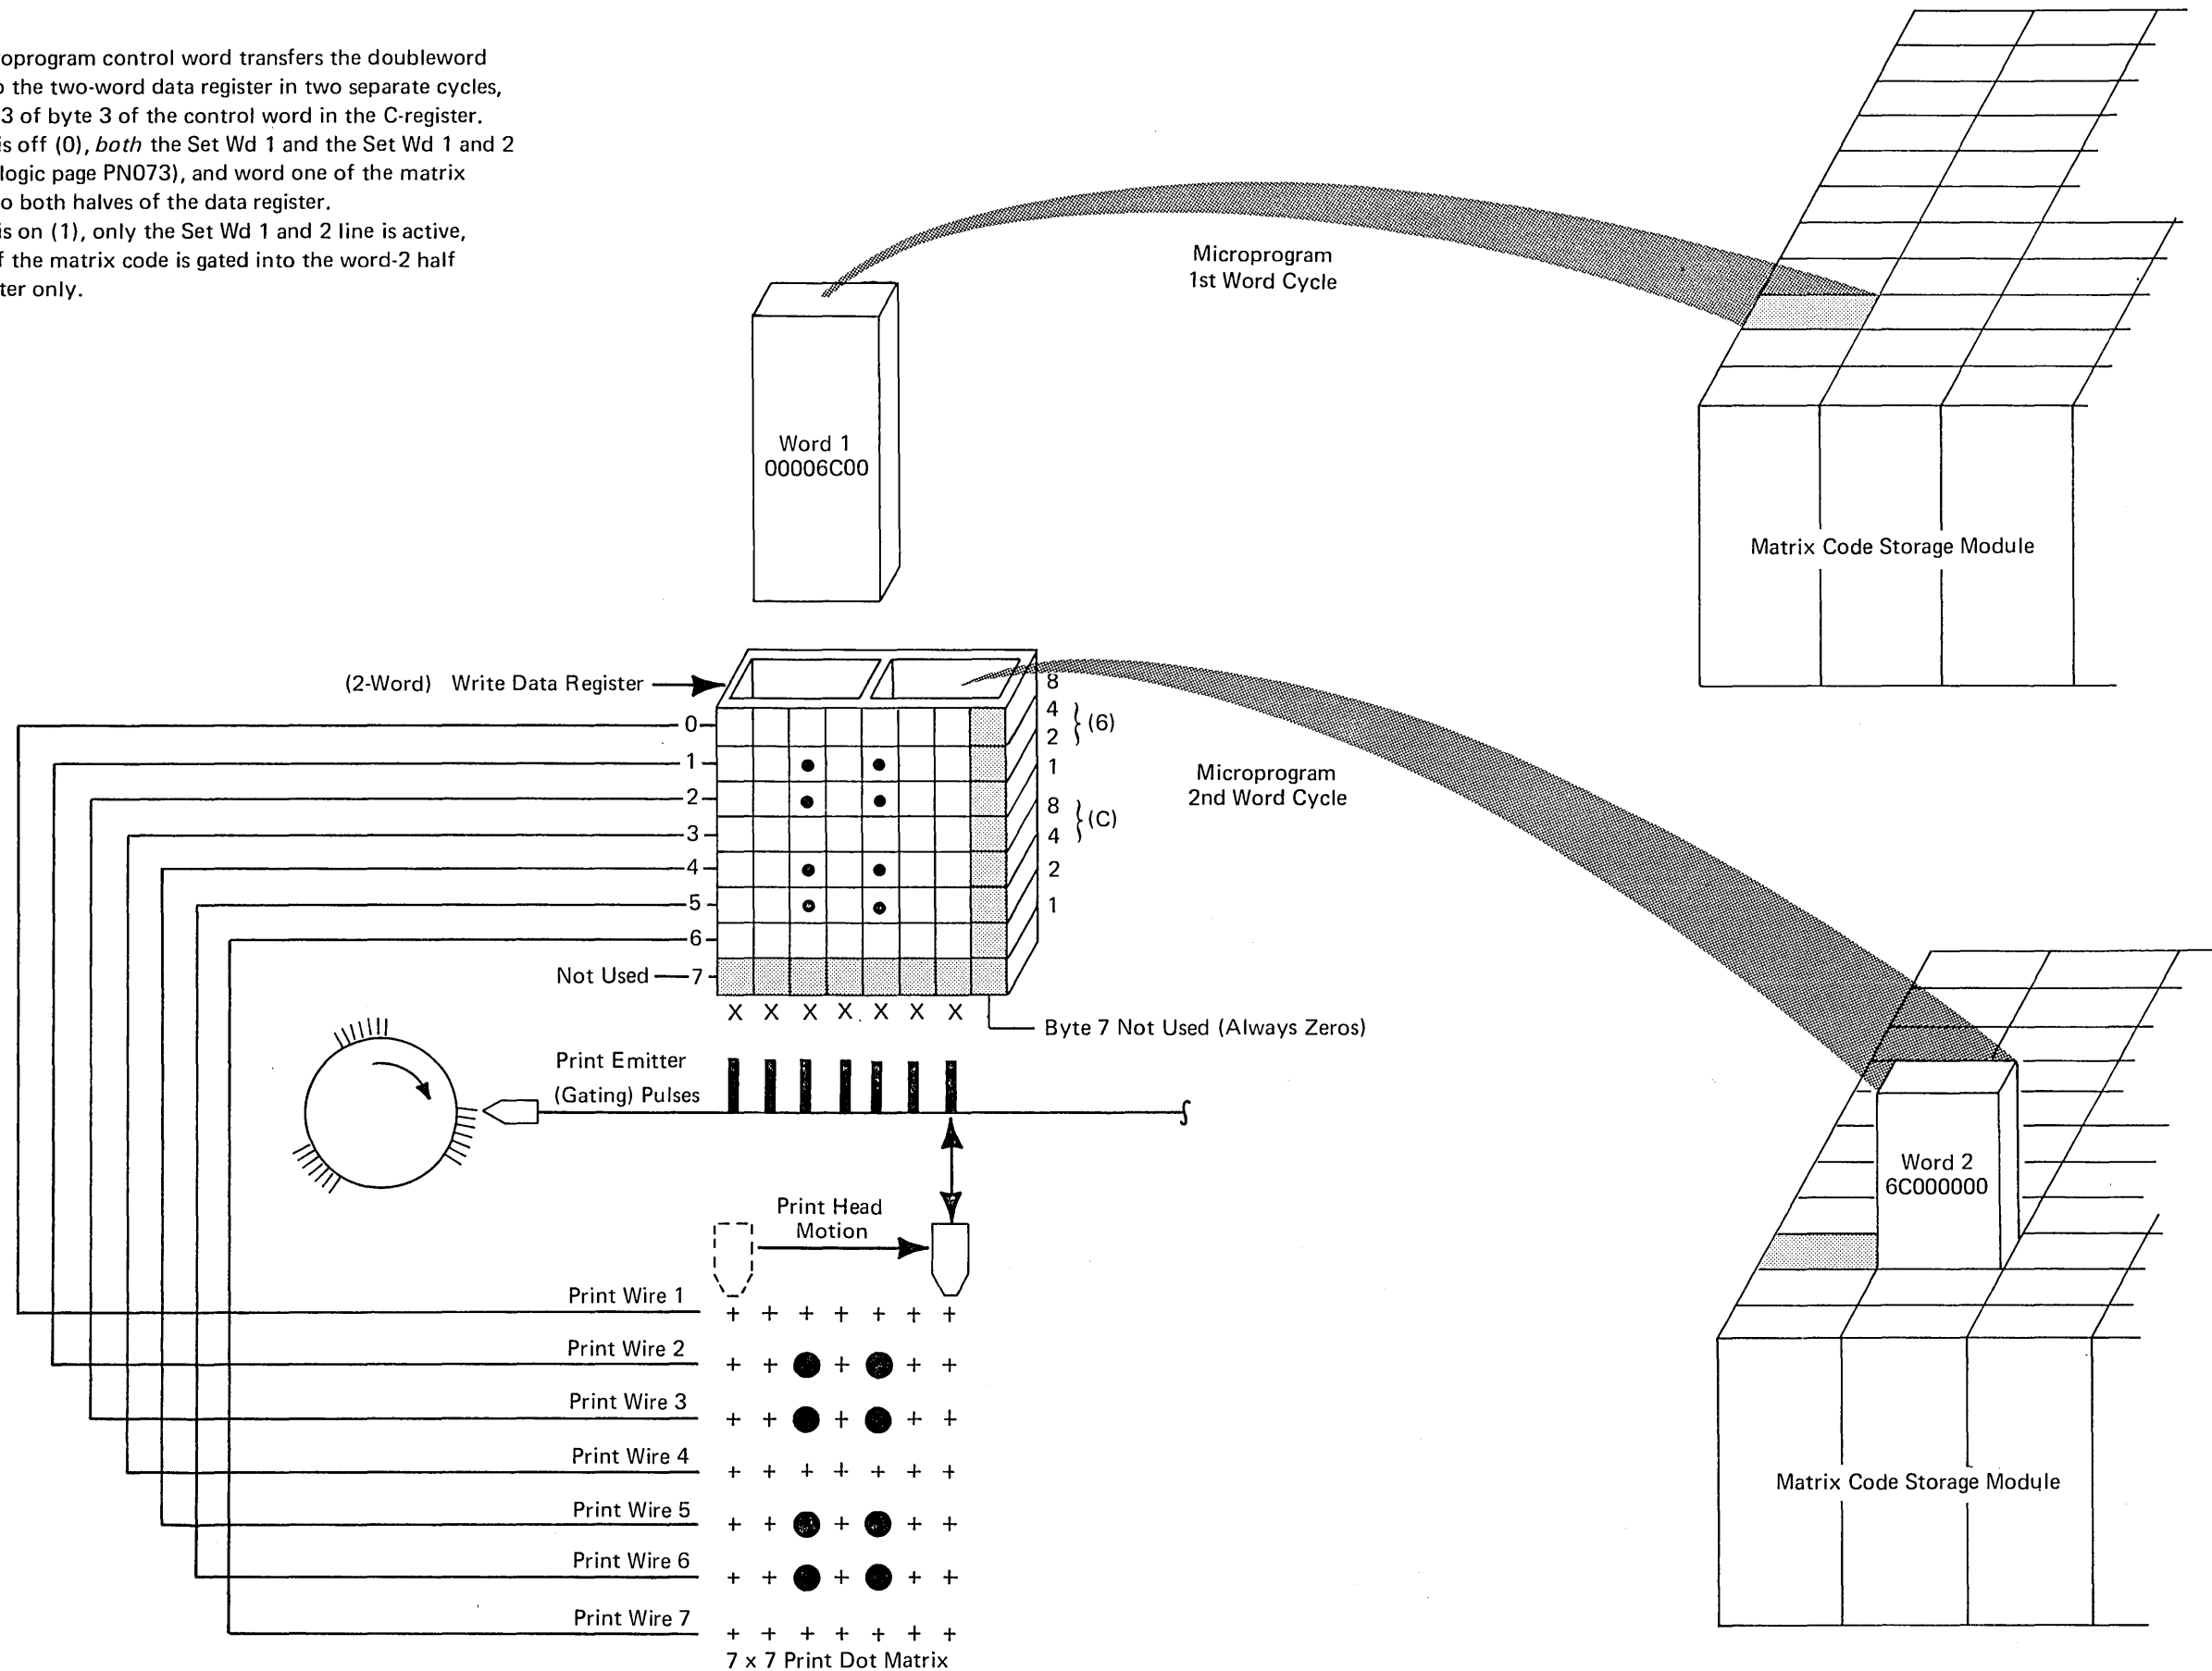 oprogram control word transfers the doubleword
o the two-word data register in two separate cycles,
3 of byte 3 of the control word in the C-register.
is off (0), both the Set Wd 1 and the Set Wd 1 and 2
logic page PN073), and word one of the matrix
o both halves of the data register.
is on (1), only the Set Wd 1 and 2 line is active,
f the matrix code is gated into the word-2 half
ter only.
Microprogram
1st Word Cycle
Word 1
00006C00
Matrix Code Storage Module
(2-Word) Write Data Register
8
4
2
(6)
1
8
4
(C)
2
1
0
1
2
3
4
5
6
Not Used 7
X X X X X X X
Byte 7 Not Used (Always Zeros)
Microprogram
2nd Word Cycle
Print Emitter
(Gating) Pulses
Print Head
Motion
Word 2
6C000000
Matrix Code Storage Module
Print Wire 1
+ + + + + + +
Print Wire 2
+ + + + +
Print Wire 3
+ + + + +
Print Wire 4
+ + + + + + +
Print Wire 5
+ + + + +
Print Wire 6
+ + + + +
Print Wire 7
+ + + + + + +
7 x 7 Print Dot Matrix